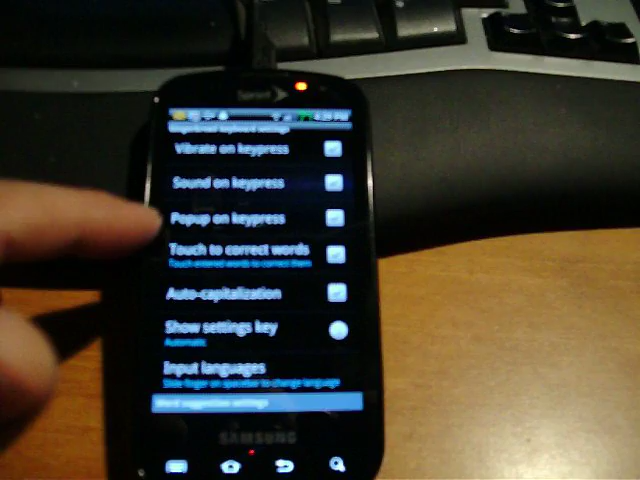 Sprint
Vibrate on keypress
Sound on keypress
Popup on keypress
Touch to correct words
Touch entered words to correct them
Auto-capitalization
Show settings key
Automatic
Input languages
Slide finger on spacebar to change language
Word suggestion settings
SAMSUNG